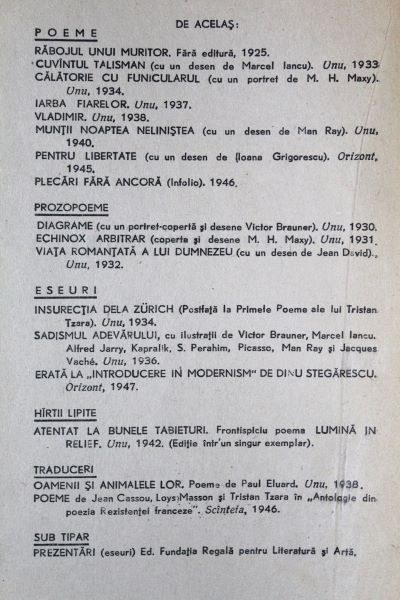 DE ACELAȘ:
POEME
RĂBOJUL UNUI MURITOR. Fără editură, 1925.
CUVÎNTUL TALISMAN (cu un desen de Marcel Iancu). Unu, 1933
CĂLĂTORIE CU FUNICULARUL (cu un portret de M. H. Maxy).
Unu, 1934.
IARBA FIARELOR. Unu, 1937.
VLADIMIR. Unu, 1938.
MUNȚII NOAPTEA NELINIȘTEA (cu un desen de Man Ray). Unu,
1940.
PENTRU LIBERTATE (cu un desen de Ioana Grigorescu). Orizont,
1945.
PLECĂRI FĂRĂ ANCORĂ (Infolio). 1946.
PROZOPOEME
DIAGRAME (cu un portret-copertă și desene Victor Brauner). Unu, 1930.
ECHINOX ARBITRAR (coperta și desene M. H. Maxy). Unu, 1931.
VIAȚA ROMANȚATĂ A LUI DUMNEZEU (cu un desen de Jean David).
Unu, 1932.
ESEURI
INSURECȚIA DELA ZÜRICH (Postfață la Primele Poeme ale lui Tristan
Tzara). Unu, 1934.
SADISMUL ADEVĂRULUI, cu ilustrații de Victor Brauner, Marcel Iancu.
Alfred Jarry, Kapralik, S. Perahim, Picasso, Man Ray și Jacques
Vaché. Unu, 1936.
ERATĂ LA „INTRODUCERE IN MODERNISM" DE DINU STEGĂRESCU.
Orizont, 1947.
HÎRTII LIPITE
ATENTAT LA BUNELE TABIETURI. Frontispiciu poema LUMINĂ IN
RELIEF. Unu, 1942. (Ediție într'un singur exemplar).
TRADUCERI
OAMENII ȘI ANIMALELE LOR. Poeme de Paul Eluard. Unu, 1938.
POEME de Jean Cassou, Loys Masson și Tristan Tzara în „Antologie din
poezia Rezistenței franceze". Scînteia, 1946.
SUB TIPAR
PREZENTĂRI (eseuri) Ed. Fundația Regală pentru Literatură și Artă.